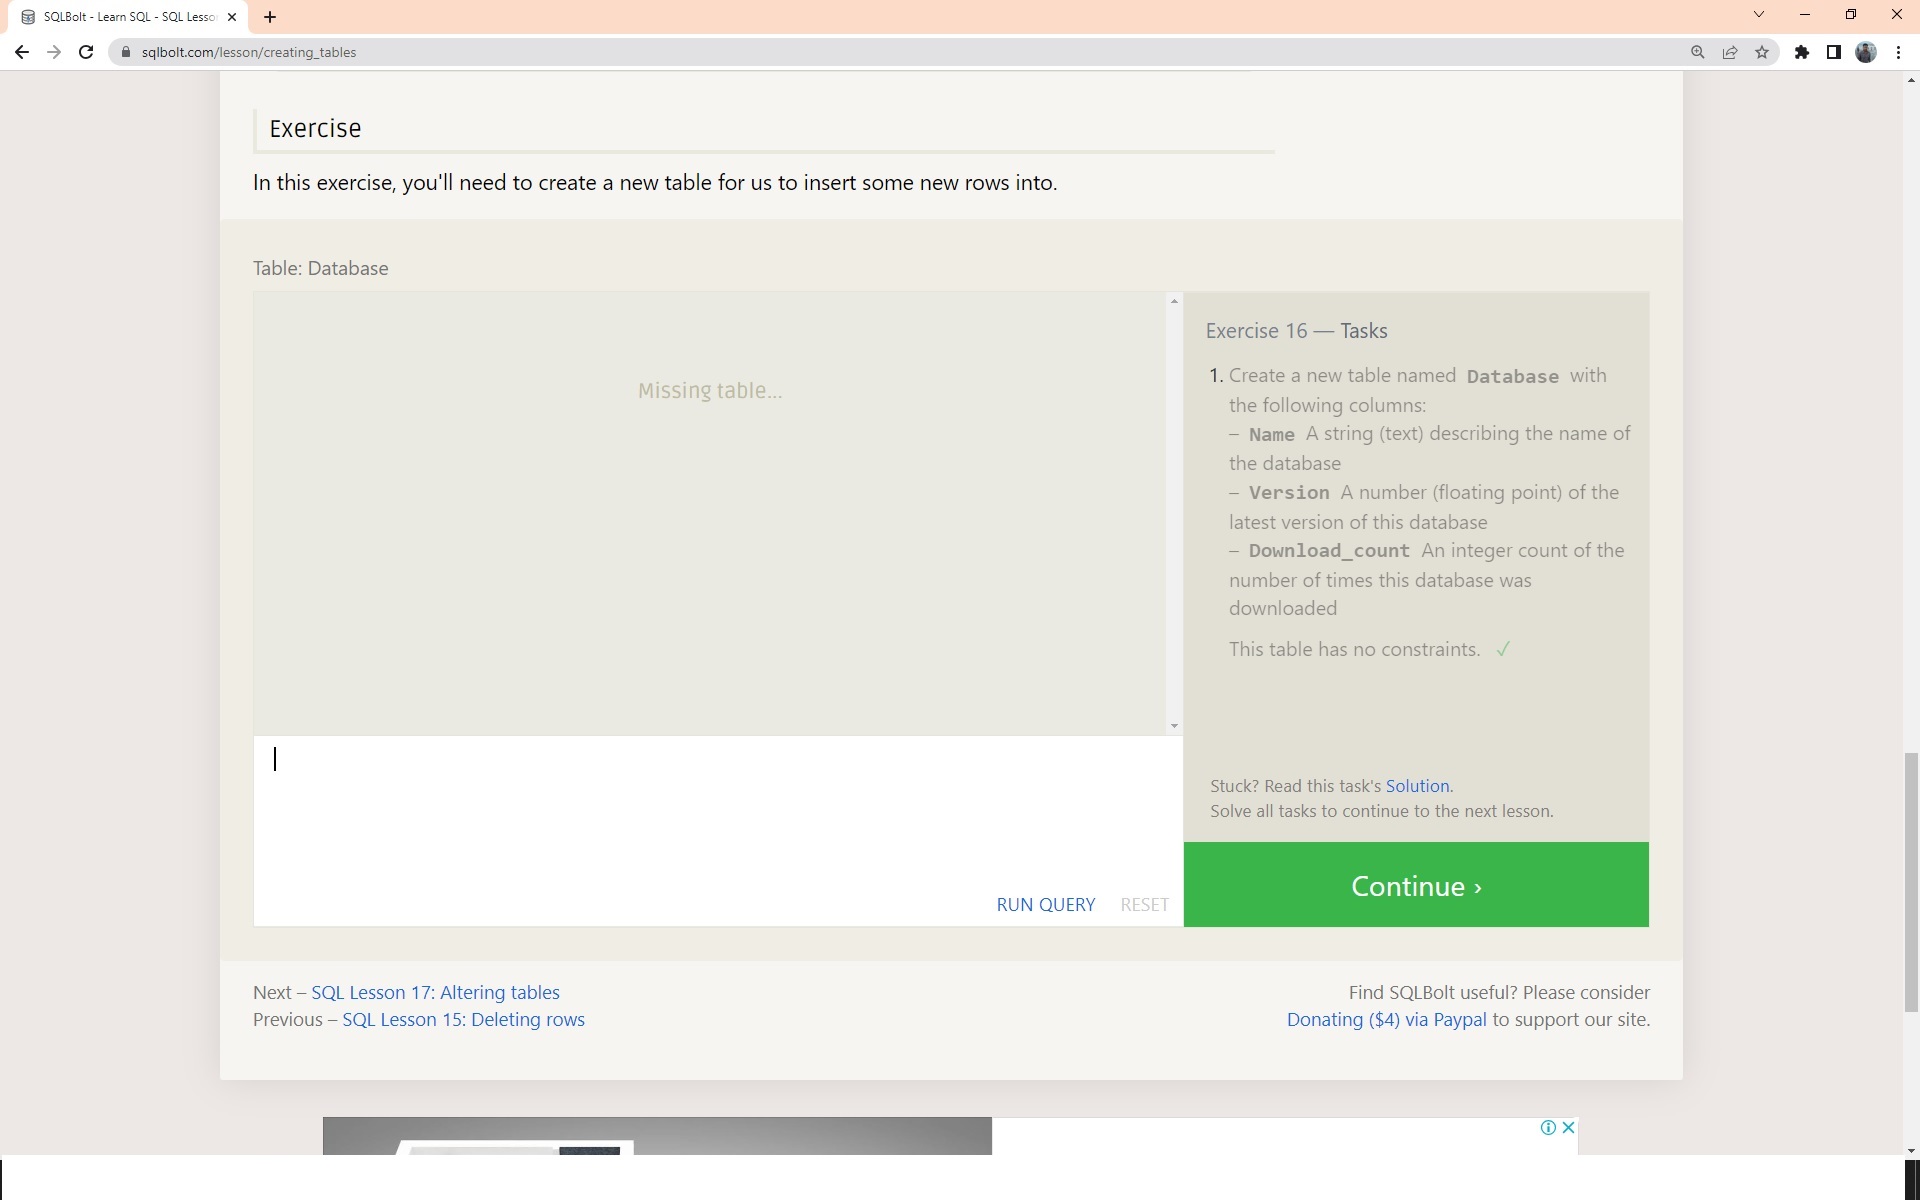 SQLBolt - Learn SQL - SQL Lesso
sqlbolt.com/lesson/creating_tables
Exercise
In this exercise, you'll need to create a new table for us to insert some new rows into.
Table: Database
Missing table...
Exercise 16 — Tasks
1. Create a new table named Database with
the following columns:
– Name A string (text) describing the name of
the database
– Version A number (floating point) of the
latest version of this database
– Download_count An integer count of the
number of times this database was
downloaded
This table has no constraints. ✓
Stuck? Read this task's Solution.
Solve all tasks to continue to the next lesson.
RUN QUERY RESET
Continue ›
Next – SQL Lesson 17: Altering tables
Previous – SQL Lesson 15: Deleting rows
Find SQLBolt useful? Please consider
Donating ($4) via Paypal to support our site.